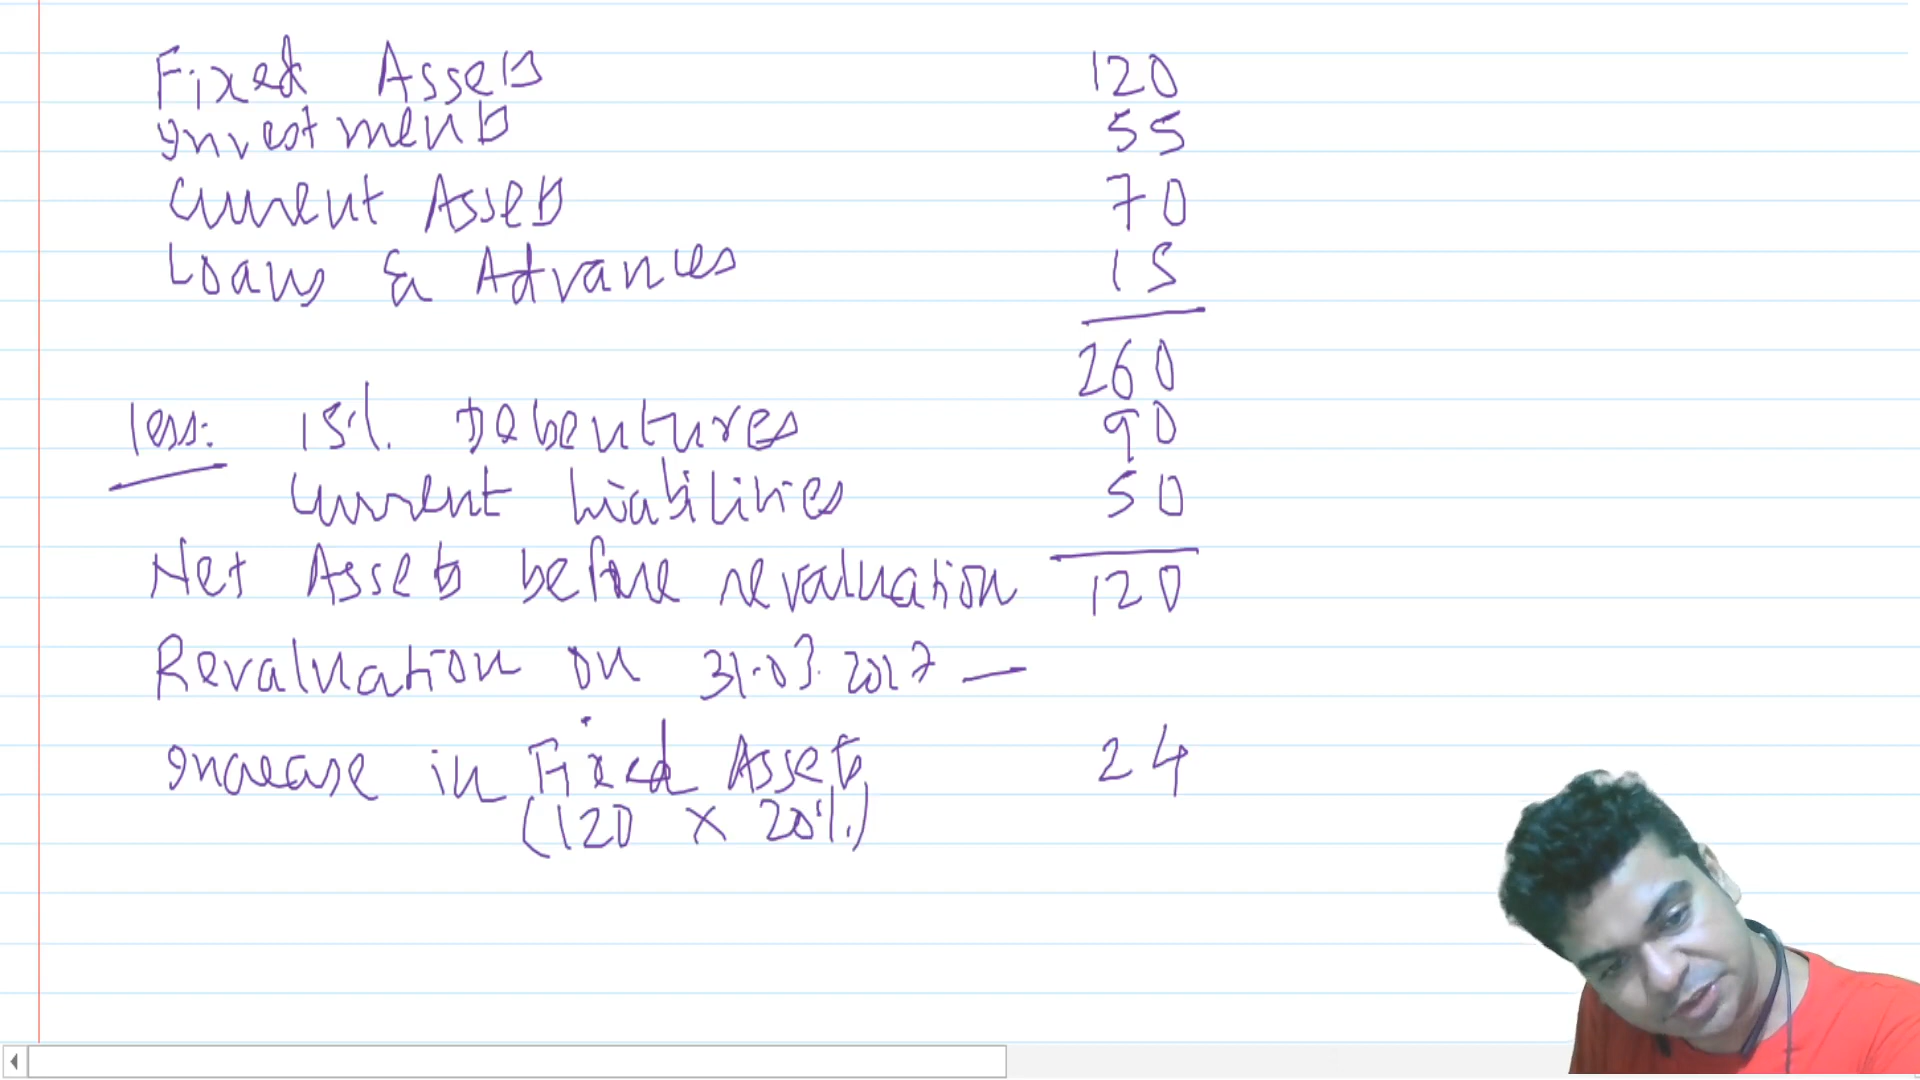 Fixed Assets 120
Investments 55
Current Assets 70
Loans & Advances 15
260
less: 15%. Debentures 90
Current Liabilities 50
Net Assets before revaluation 120
Revaluation on 31.03.2017 —
Increase in Fixed Assets 24
(120 x 20%)